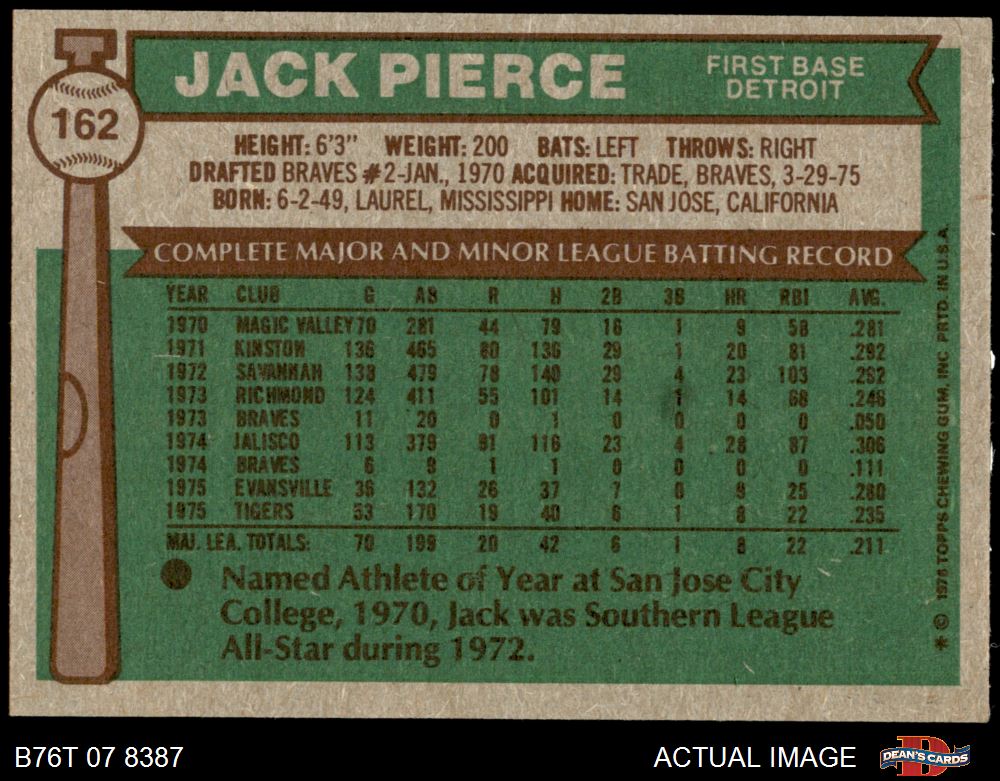 JACK PIERCE
FIRST BASE
DETROIT
162
HEIGHT: 6'3" WEIGHT: 200 BATS: LEFT THROWS: RIGHT
DRAFTED BRAVES #2-JAN., 1970 ACQUIRED: TRADE, BRAVES, 3-29-75
BORN: 6-2-49, LAUREL, MISSISSIPPI HOME: SAN JOSE, CALIFORNIA
COMPLETE MAJOR AND MINOR LEAGUE BATTING RECORD
YEAR CLUB G AB R H 2B 3B HR RBI AVG.
1970 MAGIC VALLEY 70 281 44 79 16 1 9 58 .281
1971 KINSTON 136 465 80 136 29 1 20 81 .292
1972 SAVANNAH 138 479 78 140 29 4 23 103 .292
1973 RICHMOND 124 411 55 101 14 1 14 68 .246
1973 BRAVES 11 20 0 1 0 0 0 0 .050
1974 JALISCO 113 379 91 116 23 4 28 87 .306
1974 BRAVES 6 9 1 1 0 0 0 0 .111
1975 EVANSVILLE 36 132 26 37 7 0 9 25 .280
1975 TIGERS 53 170 19 40 6 1 8 22 .235
MAJ. LEA. TOTALS: 70 199 20 42 6 1 8 22 .211
Named Athlete of Year at San Jose City
College, 1970, Jack was Southern League
All-Star during 1972.
* © 1976 TOPPS CHEWING GUM, INC. PRTD. IN U.S.A.
B76T 07 8387
ACTUAL IMAGE
DEAN'S CARDS